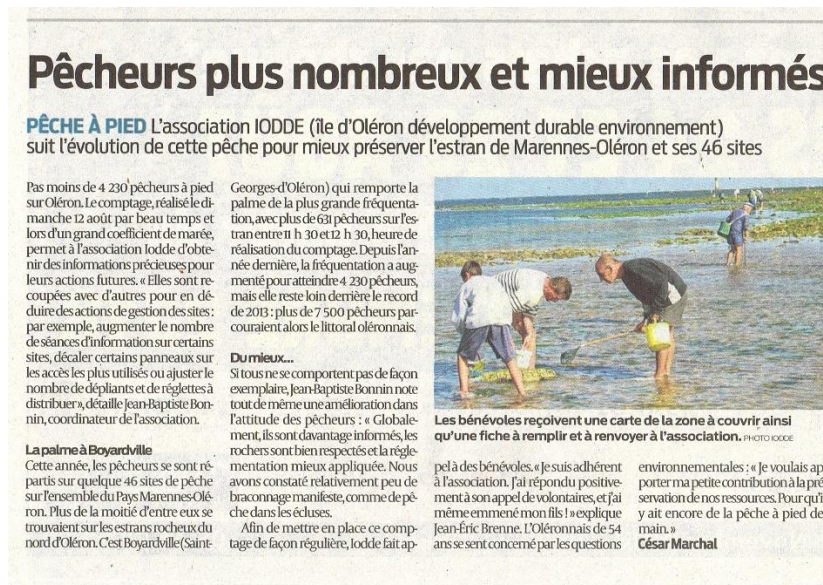 Pêcheurs plus nombreux et mieux informés
PÊCHE À PIED L'association IODDE (île d'Oléron développement durable environnement)
suit l'évolution de cette pêche pour mieux préserver l'estran de Marennes-Oléron et ses 46 sites
Pas moins de 4 230 pêcheurs à pied
sur Oléron. Le comptage, réalisé le di-
manche 12 août par beau temps et
lors d'un grand coefficient de marée,
permet à l'association Iodde d'obte-
nir des informations précieuses pour
leurs actions futures. « Elles sont re-
coupées avec d'autres pour en dé-
duire des actions de gestion des sites :
par exemple, augmenter le nombre
de séances d'information sur certains
sites, décaler certains panneaux sur
les accès les plus utilisés ou ajuster le
nombre de dépliants et de réglettes à
distribuer », détaille Jean-Baptiste Bon-
nin, coordinateur de l'association.
La palme à Boyardville
Cette année, les pêcheurs se sont ré-
partis sur quelque 46 sites de pêche
sur l'ensemble du Pays Marennes-Olé-
ron. Plus de la moitié d'entre eux se
trouvaient sur les estrans rocheux du
nord d'Oléron. C'est Boyardville (Saint-
Georges-d'Oléron) qui remporte la
palme de la plus grande fréquenta-
tion, avec plus de 631 pêcheurs sur l'es-
tran entre 11 h 30 et 12 h 30, heure de
réalisation du comptage. Depuis l'an-
née dernière, la fréquentation a aug-
menté pour atteindre 4 230 pêcheurs,
mais elle reste loin derrière le record
de 2013 : plus de 7 500 pêcheurs par-
couraient alors le littoral oléronnais.
Du mieux...
Si tous ne se comportent pas de façon
exemplaire, Jean-Baptiste Bonnin note
tout de même une amélioration dans
l'attitude des pêcheurs : « Globale-
ment, ils sont davantage informés, les
rochers sont bien respectés et la régle-
mentation mieux appliquée. Nous
avons constaté relativement peu de
braconnage manifeste, comme de pê-
che dans les écluses.
Afin de mettre en place ce comp-
tage de façon régulière, Iodde fait ap-
Les bénévoles reçoivent une carte de la zone à couvrir ainsi
qu'une fiche à remplir et à renvoyer à l'association. PHOTO IODDE
pel à des bénévoles. « Je suis adhérent
à l'association. J'ai répondu positive-
ment à son appel de volontaires, et j'ai
même emmené mon fils ! » explique
Jean-Éric Brenne. L'Oléronnais de 54
ans se sent concerné par les questions
environnementales : « Je voulais ap
porter ma petite contribution à la pré
servation de nos ressources. Pour qu'i
y ait encore de la pêche à pied de
main. »
César Marchal